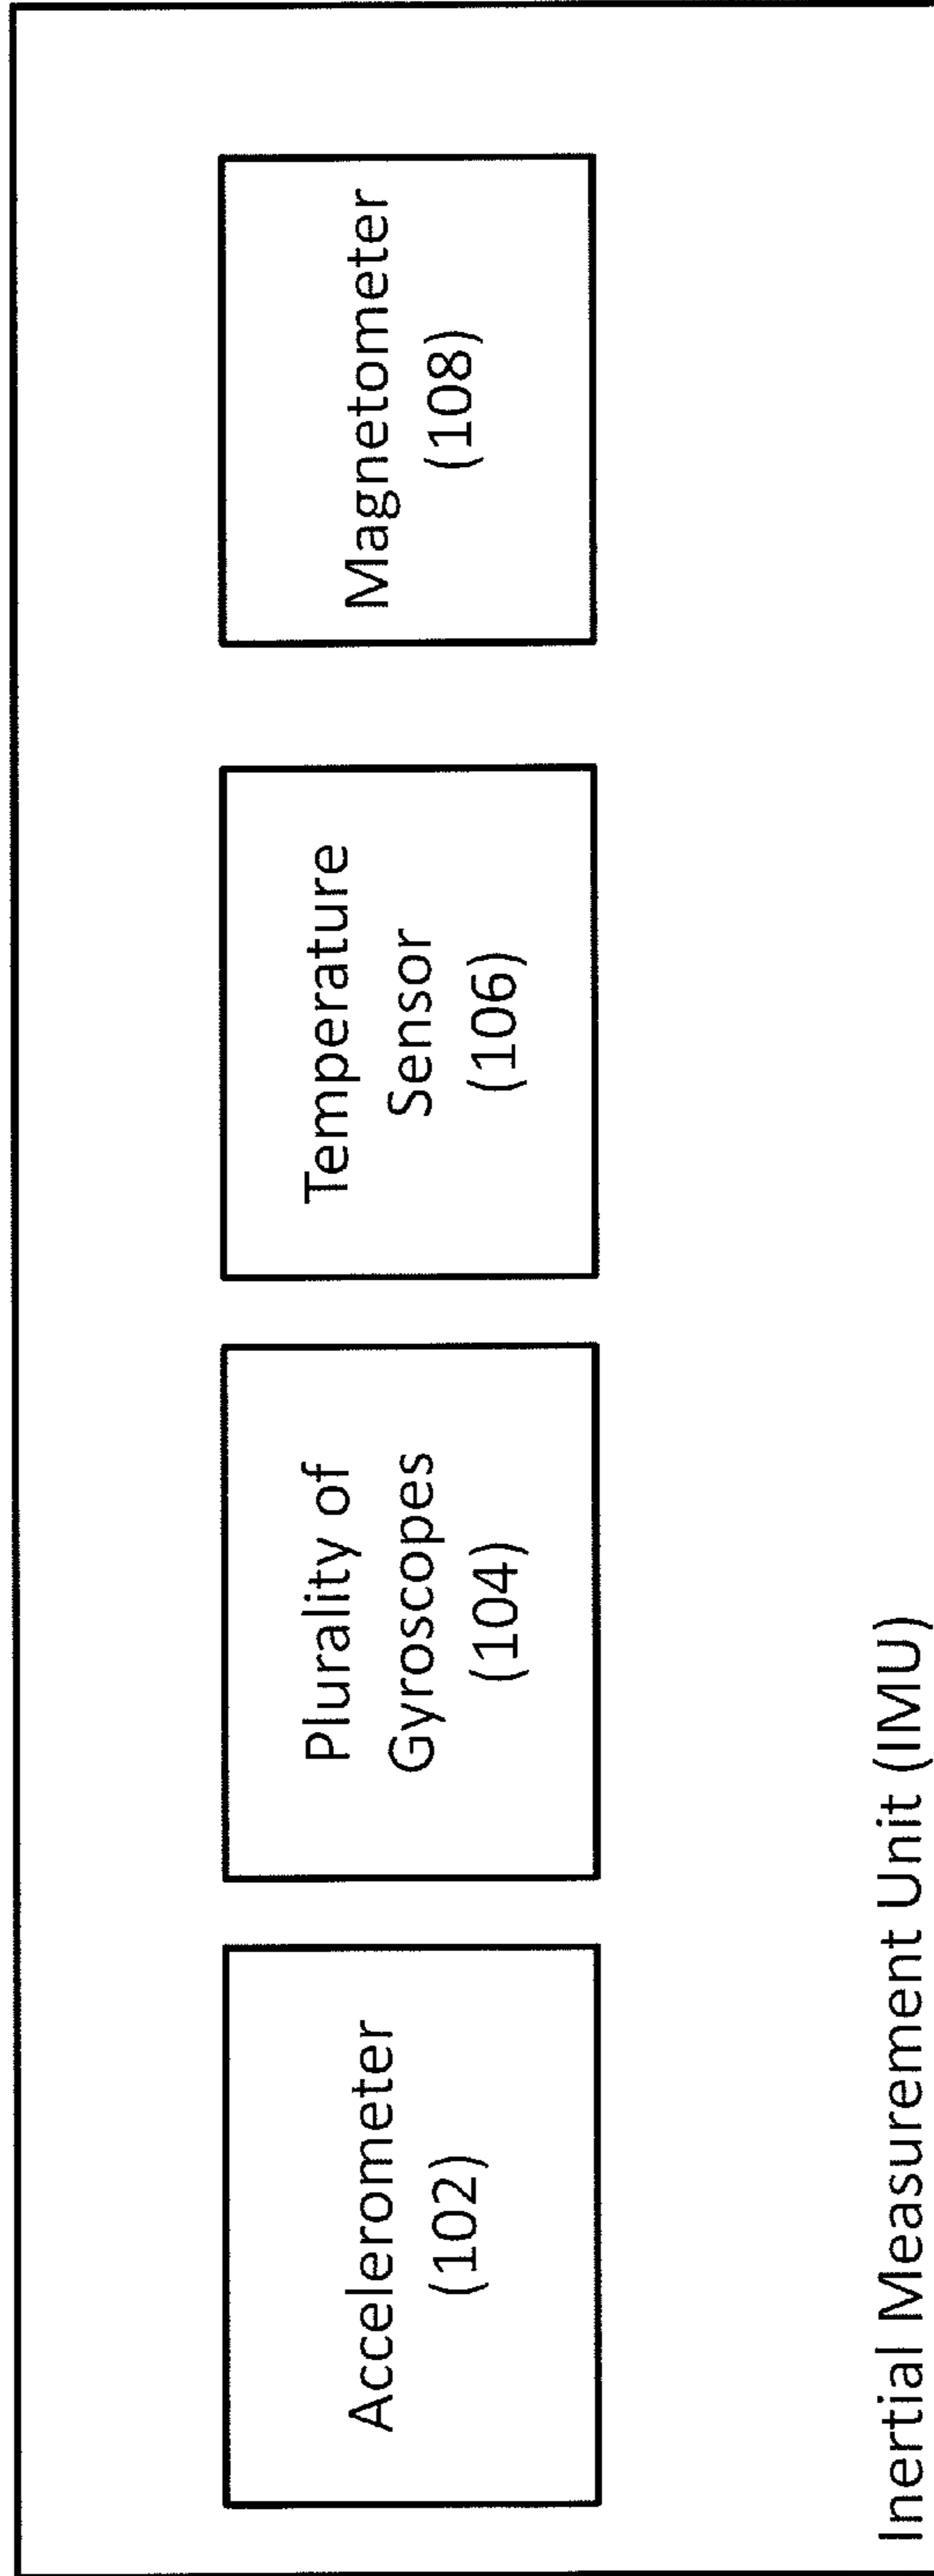 Accelerometer
(102)
Plurality of
Gyroscopes
(104)
Temperature
Sensor
(106)
Magnetometer
(108)
Inertial Measurement Unit (IMU)